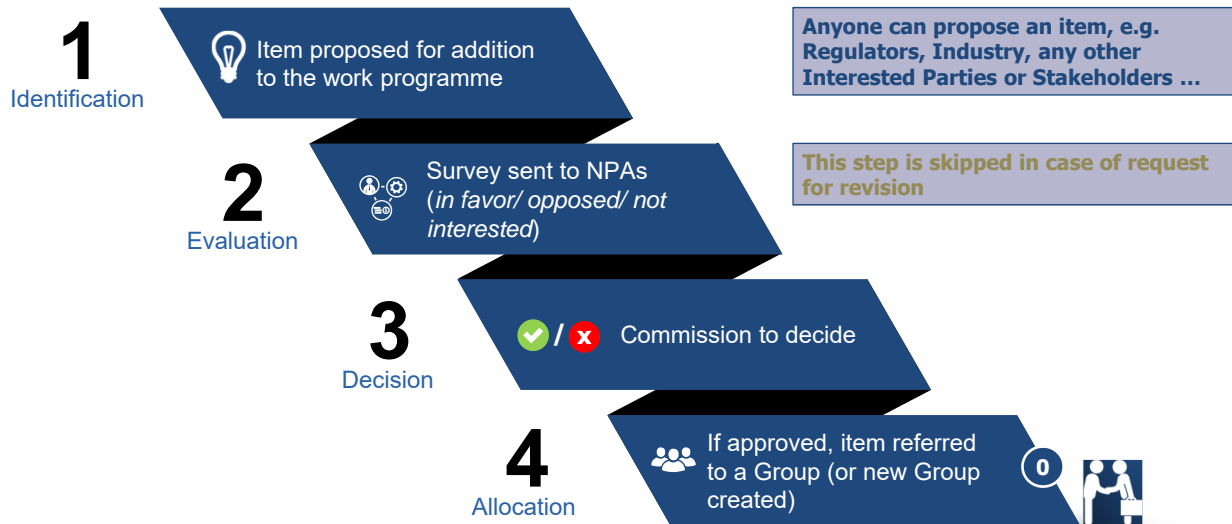 1
Identification
Item proposed for addition
to the work programme
Anyone can propose an item, e.g.
Regulators, Industry, any other
Interested Parties or Stakeholders ...
2
Evaluation
Survey sent to NPAs
(in favor/ opposed/ not
interested)
This step is skipped in case of request
for revision
3
Decision
/ x Commission to decide
4
Allocation
If approved, item referred
to a Group (or new Group
created)
0